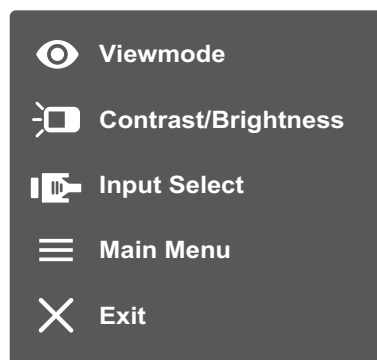 Viewmode
Contrast/Brightness
Input Select
Main Menu
Exit